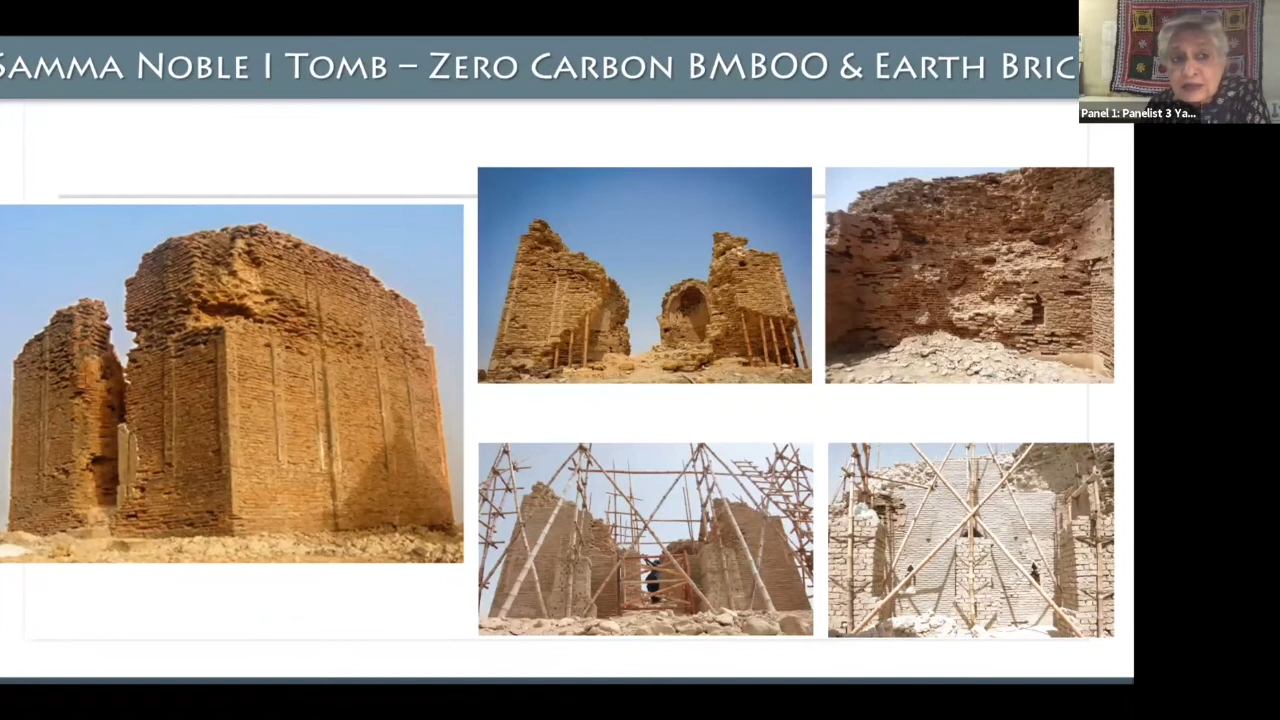 SAMMA NOBLE I TOMB – ZERO CARBON BMBOO & EARTH BRIC
Panel 1: Panelist 3 Ya...